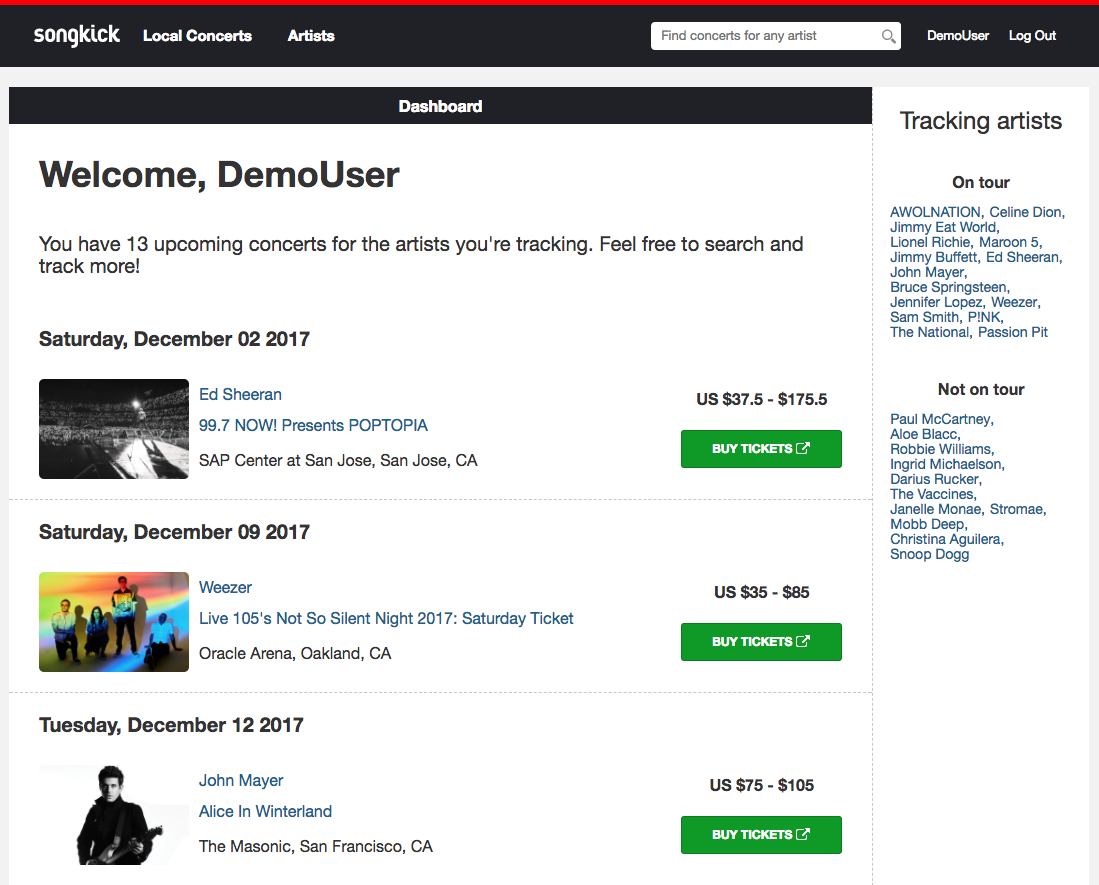 songkick Local Concerts Artists Find concerts for any artist DemoUser Log Out
Dashboard
Welcome, DemoUser
You have 13 upcoming concerts for the artists you're tracking. Feel free to search and
track more!
Saturday, December 02 2017
Ed Sheeran
99.7 NOW! Presents POPTOPIA
SAP Center at San Jose, San Jose, CA
US $37.5 - $175.5
BUY TICKETS
Saturday, December 09 2017
Weezer
Live 105's Not So Silent Night 2017: Saturday Ticket
Oracle Arena, Oakland, CA
US $35 - $85
BUY TICKETS
Tuesday, December 12 2017
John Mayer
Alice In Winterland
The Masonic, San Francisco, CA
US $75 - $105
BUY TICKETS
Tracking artists
On tour
AWOLNATION, Celine Dion,
Jimmy Eat World,
Lionel Richie, Maroon 5,
Jimmy Buffett, Ed Sheeran,
John Mayer,
Bruce Springsteen,
Jennifer Lopez, Weezer,
Sam Smith, P!NK,
The National, Passion Pit
Not on tour
Paul McCartney,
Aloe Blacc,
Robbie Williams,
Ingrid Michaelson,
Darius Rucker,
The Vaccines,
Janelle Monae, Stromae,
Mobb Deep,
Christina Aguilera,
Snoop Dogg